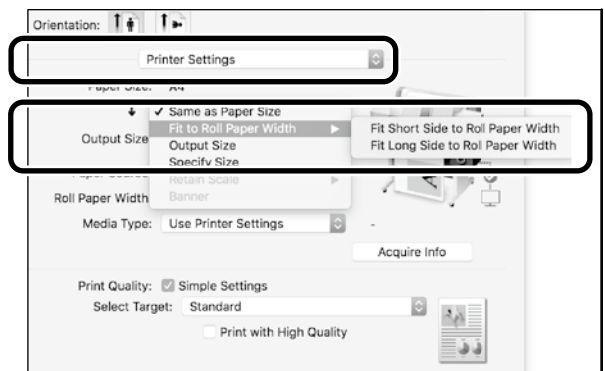 Orientation:
Printer Settings
Paper Size: A4
✓ Same as Paper Size
Fit to Roll Paper Width
Fit Short Side to Roll Paper Width
Output Size
Output Size
Fit Long Side to Roll Paper Width
Specify Size
Paper Source:
Retain Scale
Roll Paper Width
Banner
Media Type: Use Printer Settings -
Acquire Info
Print Quality: Simple Settings
Select Target: Standard
Print with High Quality